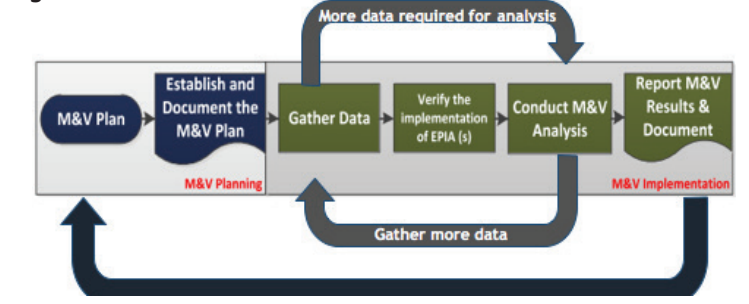 More data required for analysis
M&V Plan
Establish and
Document the
M&V Plan
Gather Data
Verify the
implementation
of EPIA (s)
Conduct M&V
Analysis
Report M&V
Results &
Document
M&V Planning
M&V Implementation
Gather more data